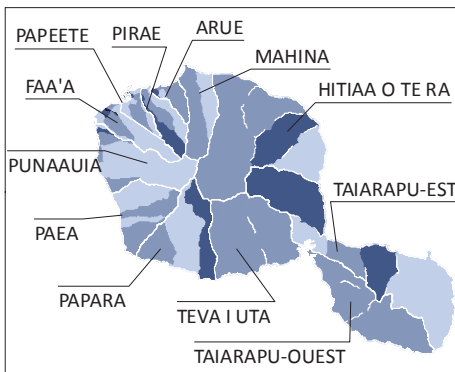 ARUE
PIRAE
PAPEETE
MAHINA
FAA'A
HITIAA O TE RA
PUNAAUIA
TAIARAPU-EST
PAEA
PAPARA
TEVA I UTA
TAIARAPU-OUEST